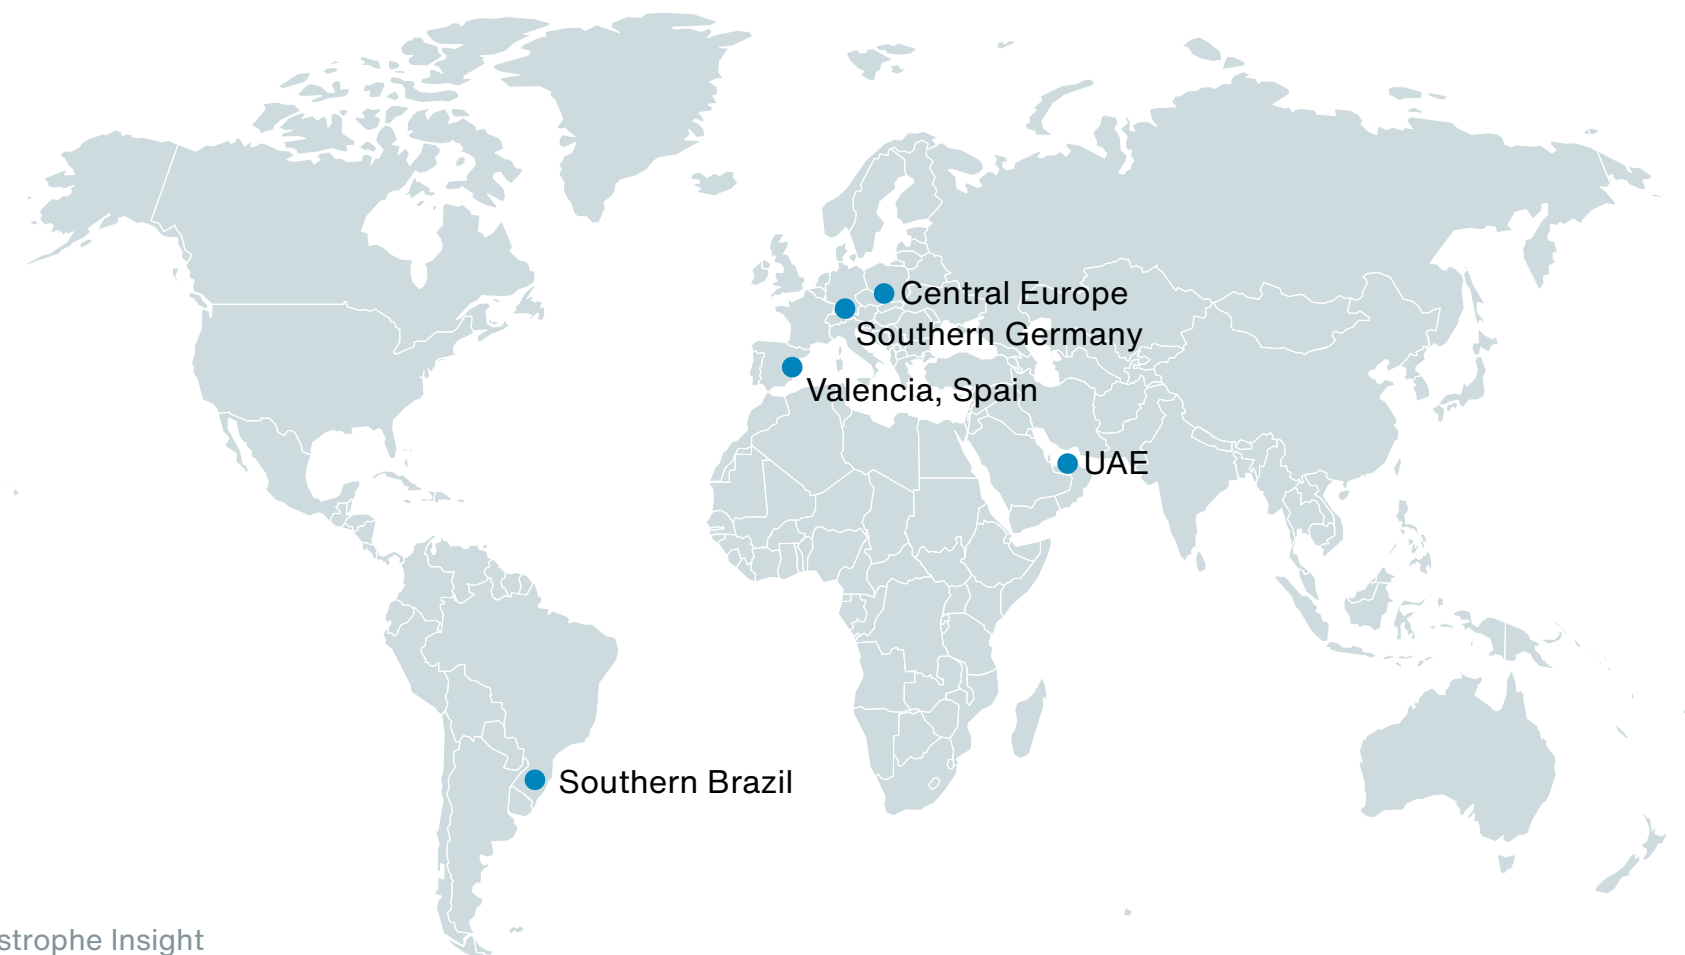 Central Europe
Southern Germany
Valencia, Spain
UAE
Southern Brazil
strophe Insight